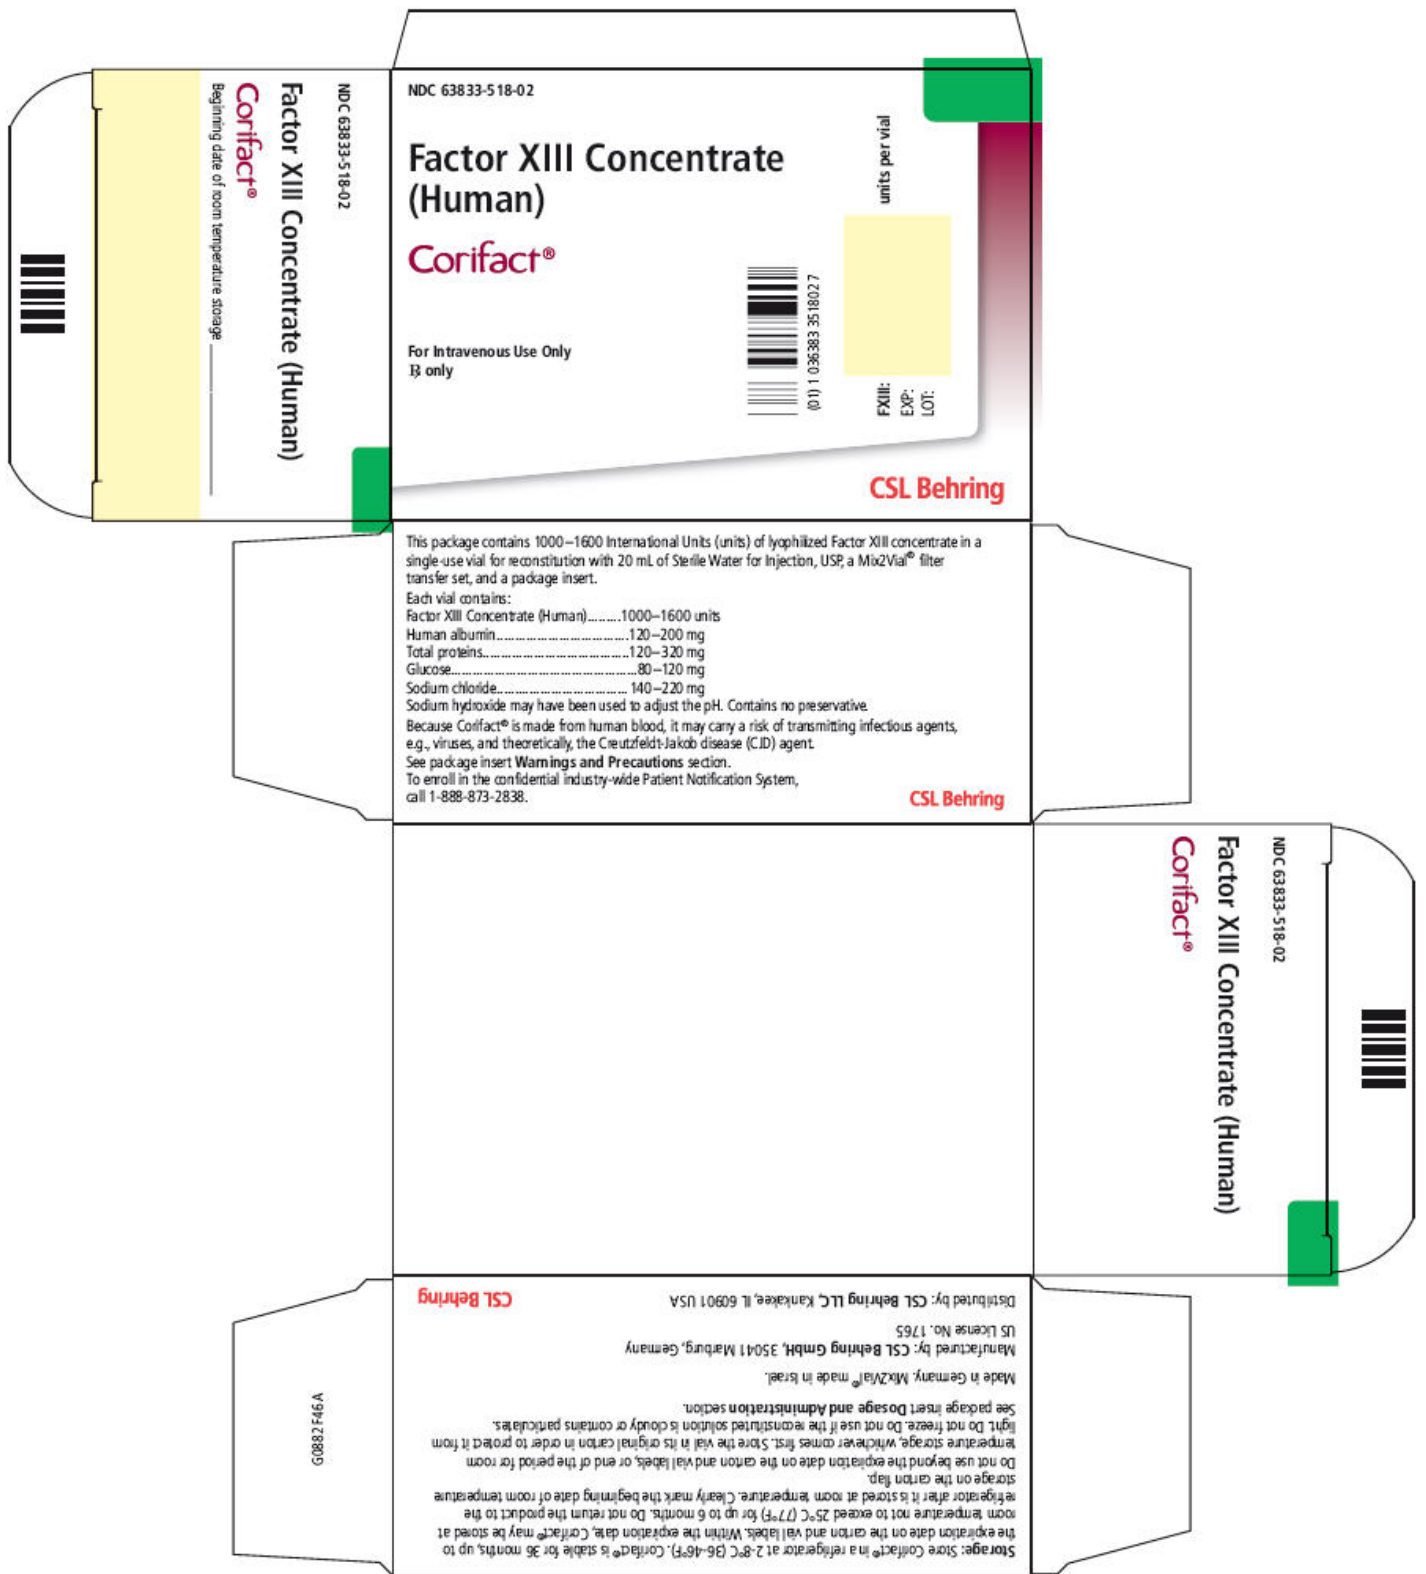 NDC 63833-518-02
Factor XIII Concentrate (Human)
Corifact®
Beginning date of room temperature storage
NDC 63833-518-02
Factor XIII Concentrate
(Human)
Corifact®
For Intravenous Use Only
℞ only
(01) 1 0363833 518027
units per vial
FXIII:
EXP:
LOT:
CSL Behring
This package contains 1000–1600 International Units (units) of lyophilized Factor XIII concentrate in a
single-use vial for reconstitution with 20 mL of Sterile Water for Injection, USP, a Mix2Vial® filter
transfer set, and a package insert.
Each vial contains:
Factor XIII Concentrate (Human).........1000–1600 units
Human albumin....................................120–200 mg
Total proteins.......................................120–320 mg
Glucose..................................................80–120 mg
Sodium chloride................................... 140–220 mg
Sodium hydroxide may have been used to adjust the pH. Contains no preservative.
Because Corifact® is made from human blood, it may carry a risk of transmitting infectious agents,
e.g., viruses, and theoretically, the Creutzfeldt-Jakob disease (CJD) agent.
See package insert Warnings and Precautions section.
To enroll in the confidential industry-wide Patient Notification System,
call 1-888-873-2838.
CSL Behring
NDC 63833-518-02
Factor XIII Concentrate (Human)
Corifact®
Storage: Store Corifact® in a refrigerator at 2-8°C (36-46°F). Corifact® is stable for 36 months, up to
the expiration date on the carton and vial labels. Within the expiration date, Corifact® may be stored at
room temperature not to exceed 25°C (77°F) for up to 6 months. Do not return the product to the
refrigerator after it is stored at room temperature. Clearly mark the beginning date of room temperature
storage on the carton flap.
Do not use beyond the expiration date on the carton and vial labels, or end of the period for room
temperature storage, whichever comes first. Store the vial in its original carton in order to protect it from
light. Do not freeze. Do not use if the reconstituted solution is cloudy or contains particulates.
See package insert Dosage and Administration section.
Made in Germany. Mix2Vial® made in Israel.
Manufactured by: CSL Behring GmbH, 35041 Marburg, Germany
US License No. 1765
Distributed by: CSL Behring LLC, Kankakee, IL 60901 USA
CSL Behring
G0882F46A